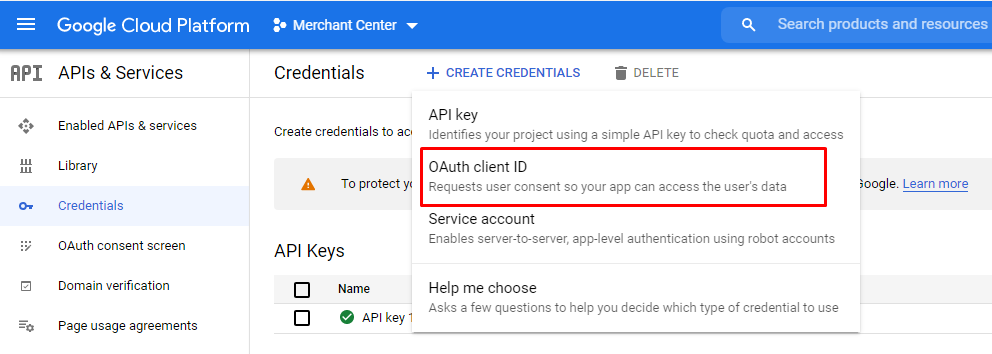 Google Cloud Platform
Merchant Center
Search products and resources
API
APIs & Services
Credentials
+ CREATE CREDENTIALS
DELETE
Enabled APIs & services
Library
Credentials
OAuth consent screen
Domain verification
Page usage agreements
Create credentials to
API key
Identifies your project using a simple API key to check quota and access
OAuth client ID
Requests user consent so your app can access the user's data
Service account
Enables server-to-server, app-level authentication using robot accounts
Help me choose
Asks a few questions to help you decide which type of credential to use
To protect
Google. Learn more
API Keys
Name
API key 1